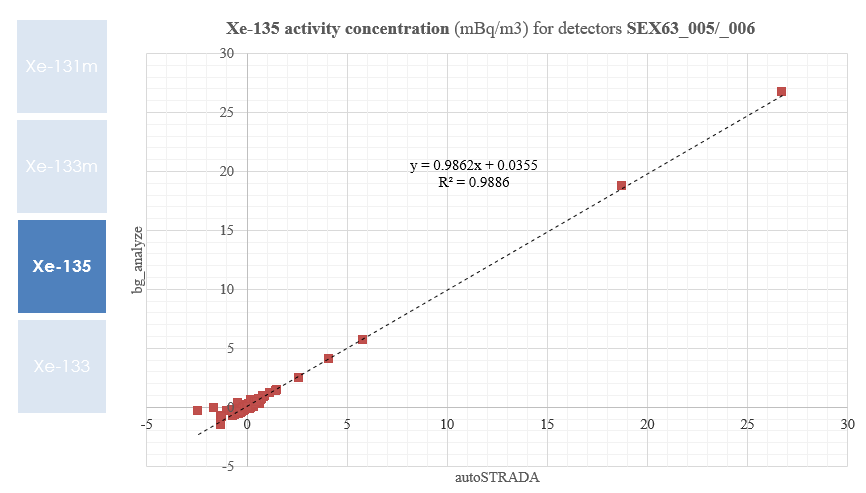 Xe-135 activity concentration (mBq/m3) for detectors SEX63_005/_006
Xe-131m
Xe-133m
Xe-135
Xe-133
30
25
20
15
10
5
0
-5
y = 0.9862x + 0.0355
R² = 0.9886
bg_analyze
-5
0
5
10
15
20
25
30
autoSTRADA